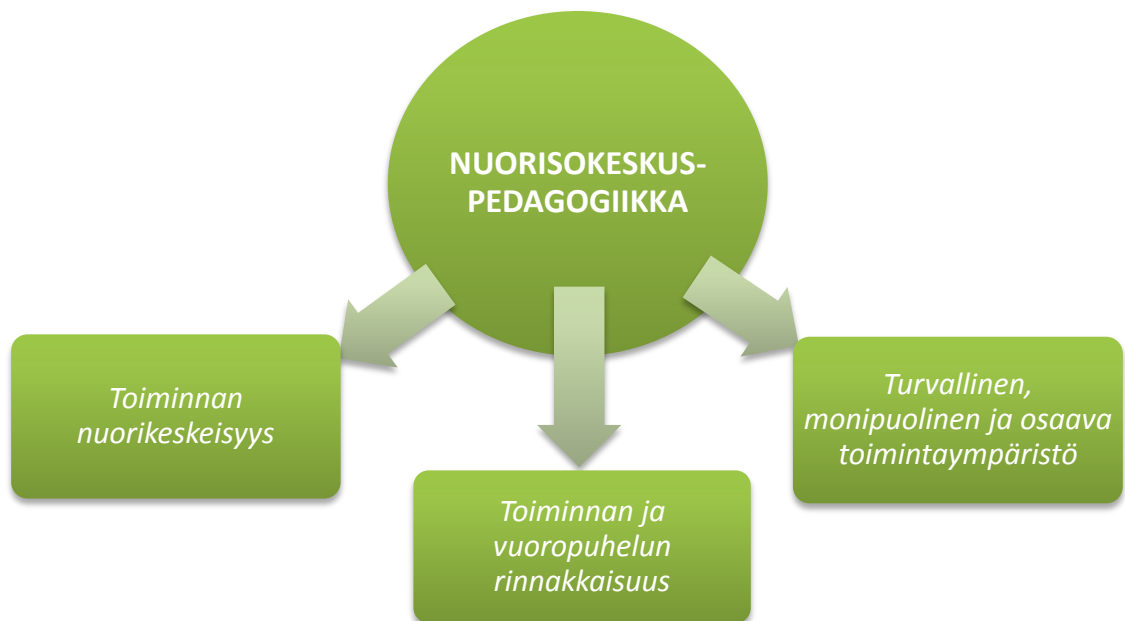 NUORISOKESKUS-
PEDAGOGIIKKA
Toiminnan
nuorikeskeisyys
Toiminnan ja
vuoropuhelun
rinnakkaisuus
Turvallinen,
monipuolinen ja osaava
toimintaympäristö